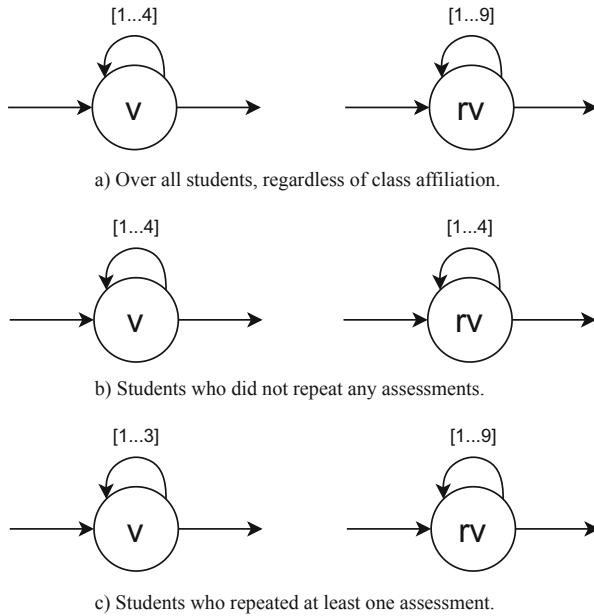 [1...4] [1...9]
v rv
a) Over all students, regardless of class affiliation.
[1...4] [1...4]
v rv
b) Students who did not repeat any assessments.
[1...3] [1...9]
v rv
c) Students who repeated at least one assessment.